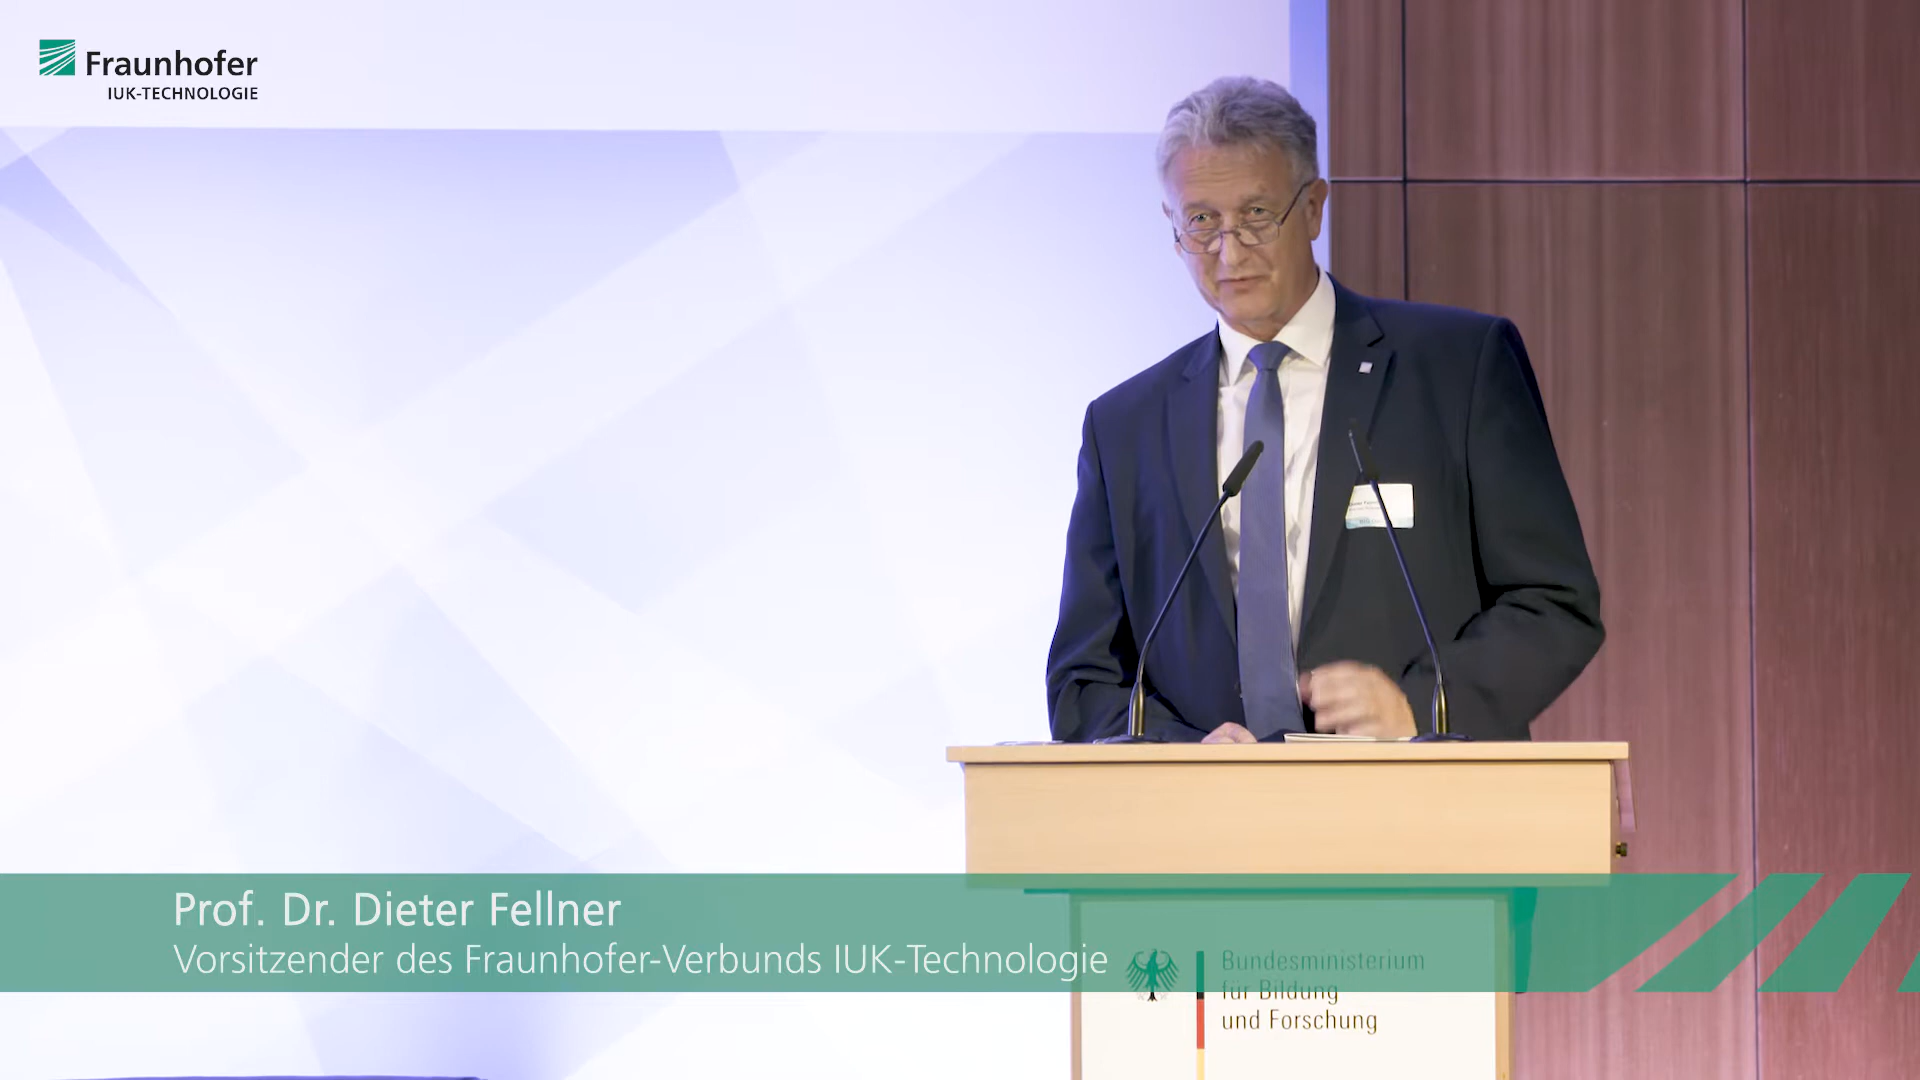 Fraunhofer
IUK-TECHNOLOGIE
Prof. Dr. Dieter Fellner
Vorsitzender des Fraunhofer-Verbunds IUK-Technologie
Bundesministerium
für Bildung
und Forschung